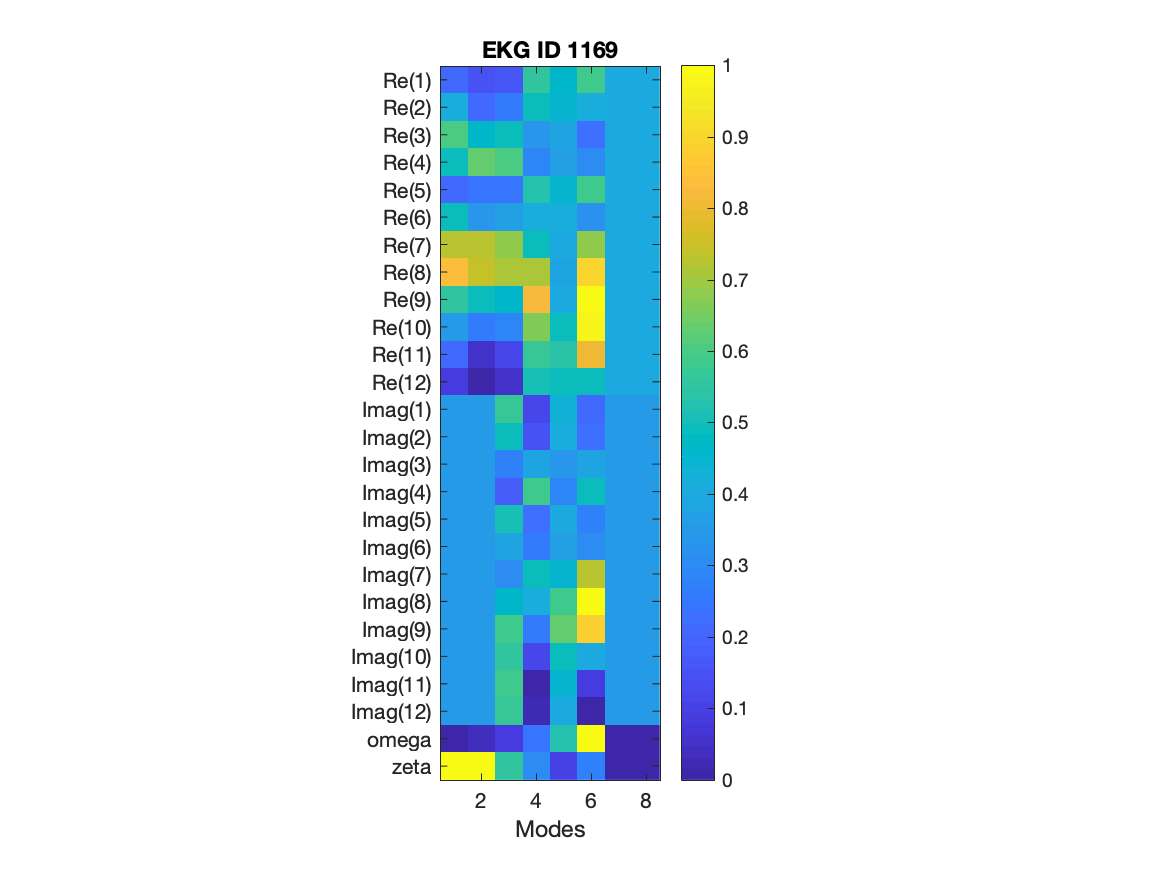 EKG ID 1169
Re(1)
Re(2)
Re(3)
Re(4)
Re(5)
Re(6)
Re(7)
Re(8)
Re(9)
Re(10)
Re(11)
Re(12)
Imag(1)
Imag(2)
Imag(3)
Imag(4)
Imag(5)
Imag(6)
Imag(7)
Imag(8)
Imag(9)
Imag(10)
Imag(11)
Imag(12)
omega
zeta
2 4 6 8
Modes
1
0.9
0.8
0.7
0.6
0.5
0.4
0.3
0.2
0.1
0